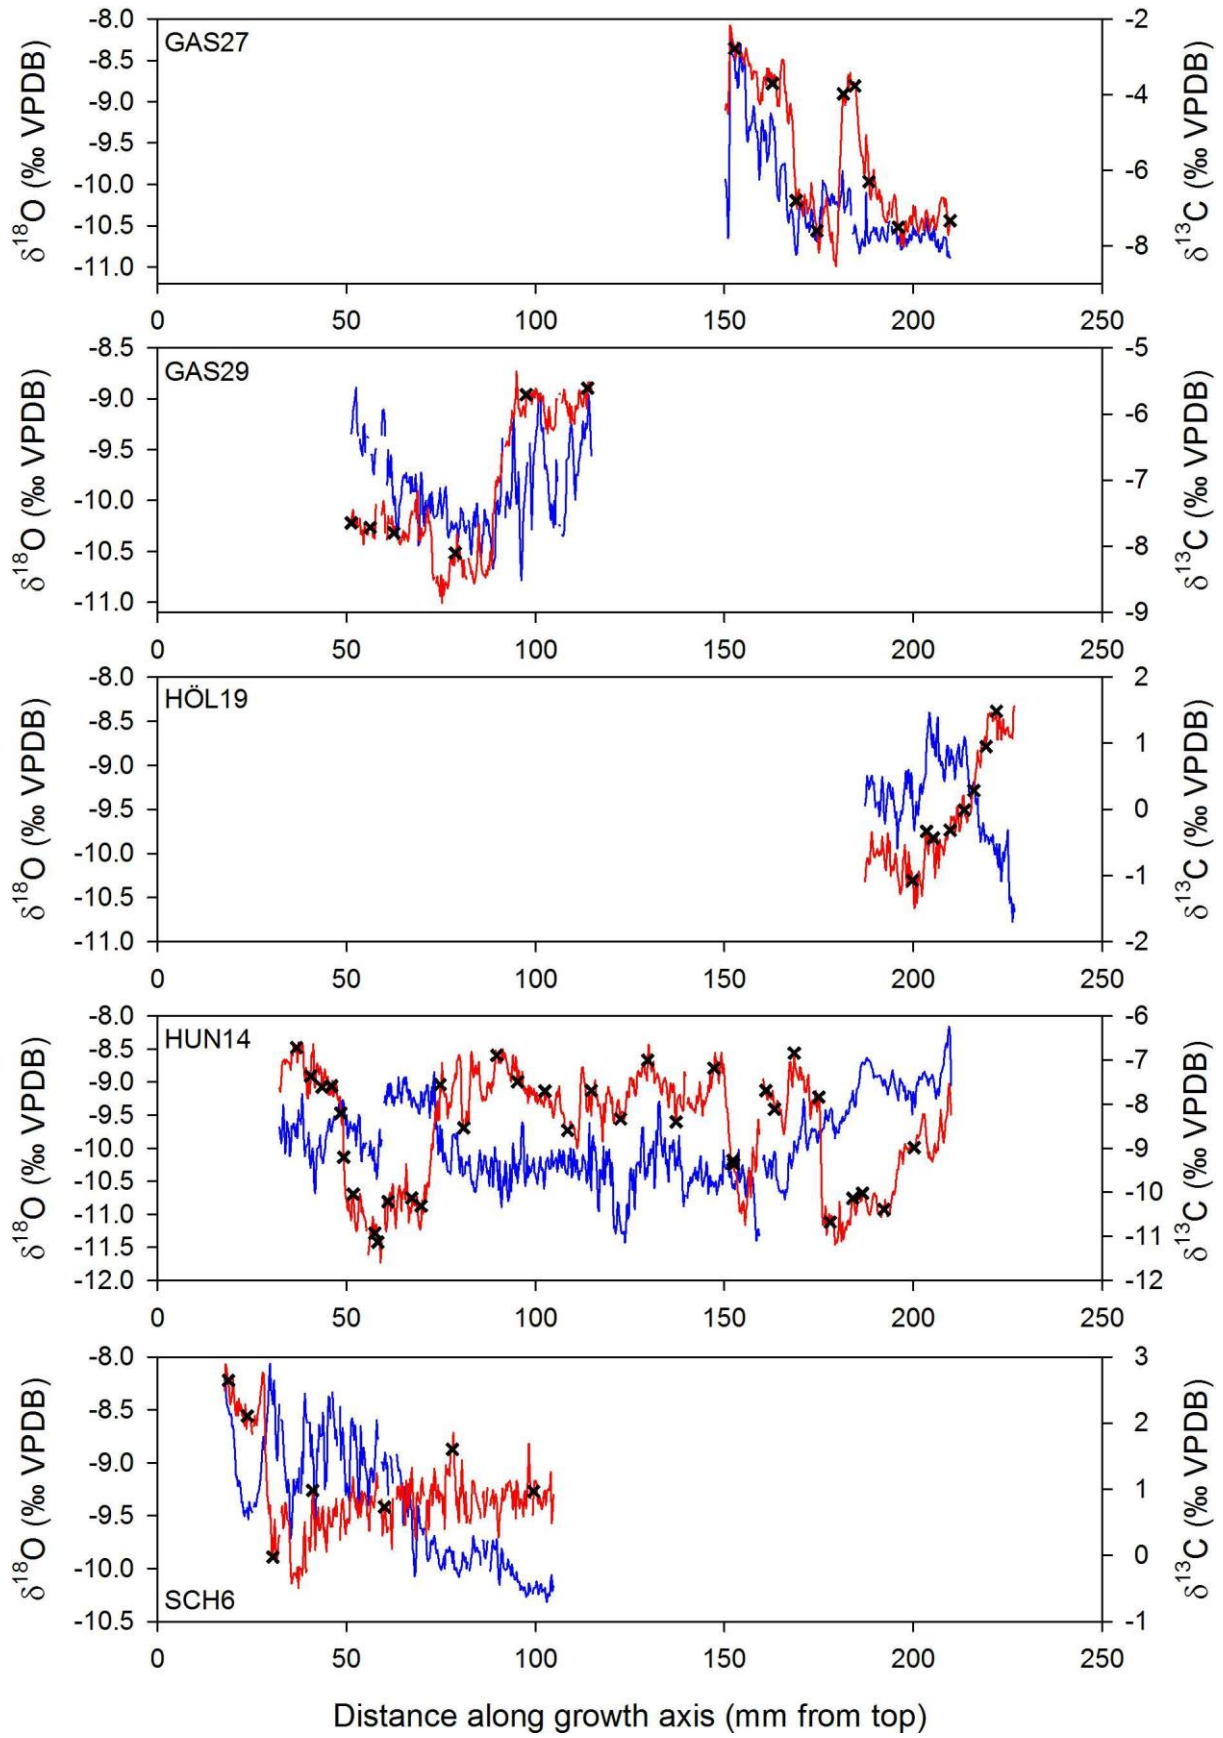 GAS27
δ18O (‰ VPDB)
-8.0
-8.5
-9.0
-9.5
-10.0
-10.5
-11.0
δ13C (‰ VPDB)
-2
-4
-6
-8
0 50 100 150 200 250
GAS29
δ18O (‰ VPDB)
-8.5
-9.0
-9.5
-10.0
-10.5
-11.0
δ13C (‰ VPDB)
-5
-6
-7
-8
-9
0 50 100 150 200 250
HÖL19
δ18O (‰ VPDB)
-8.0
-8.5
-9.0
-9.5
-10.0
-10.5
-11.0
δ13C (‰ VPDB)
2
1
0
-1
-2
0 50 100 150 200 250
HUN14
δ18O (‰ VPDB)
-8.0
-8.5
-9.0
-9.5
-10.0
-10.5
-11.0
-11.5
-12.0
δ13C (‰ VPDB)
-6
-7
-8
-9
-10
-11
-12
0 50 100 150 200 250
SCH6
δ18O (‰ VPDB)
-8.0
-8.5
-9.0
-9.5
-10.0
-10.5
δ13C (‰ VPDB)
3
2
1
0
-1
0 50 100 150 200 250
Distance along growth axis (mm from top)